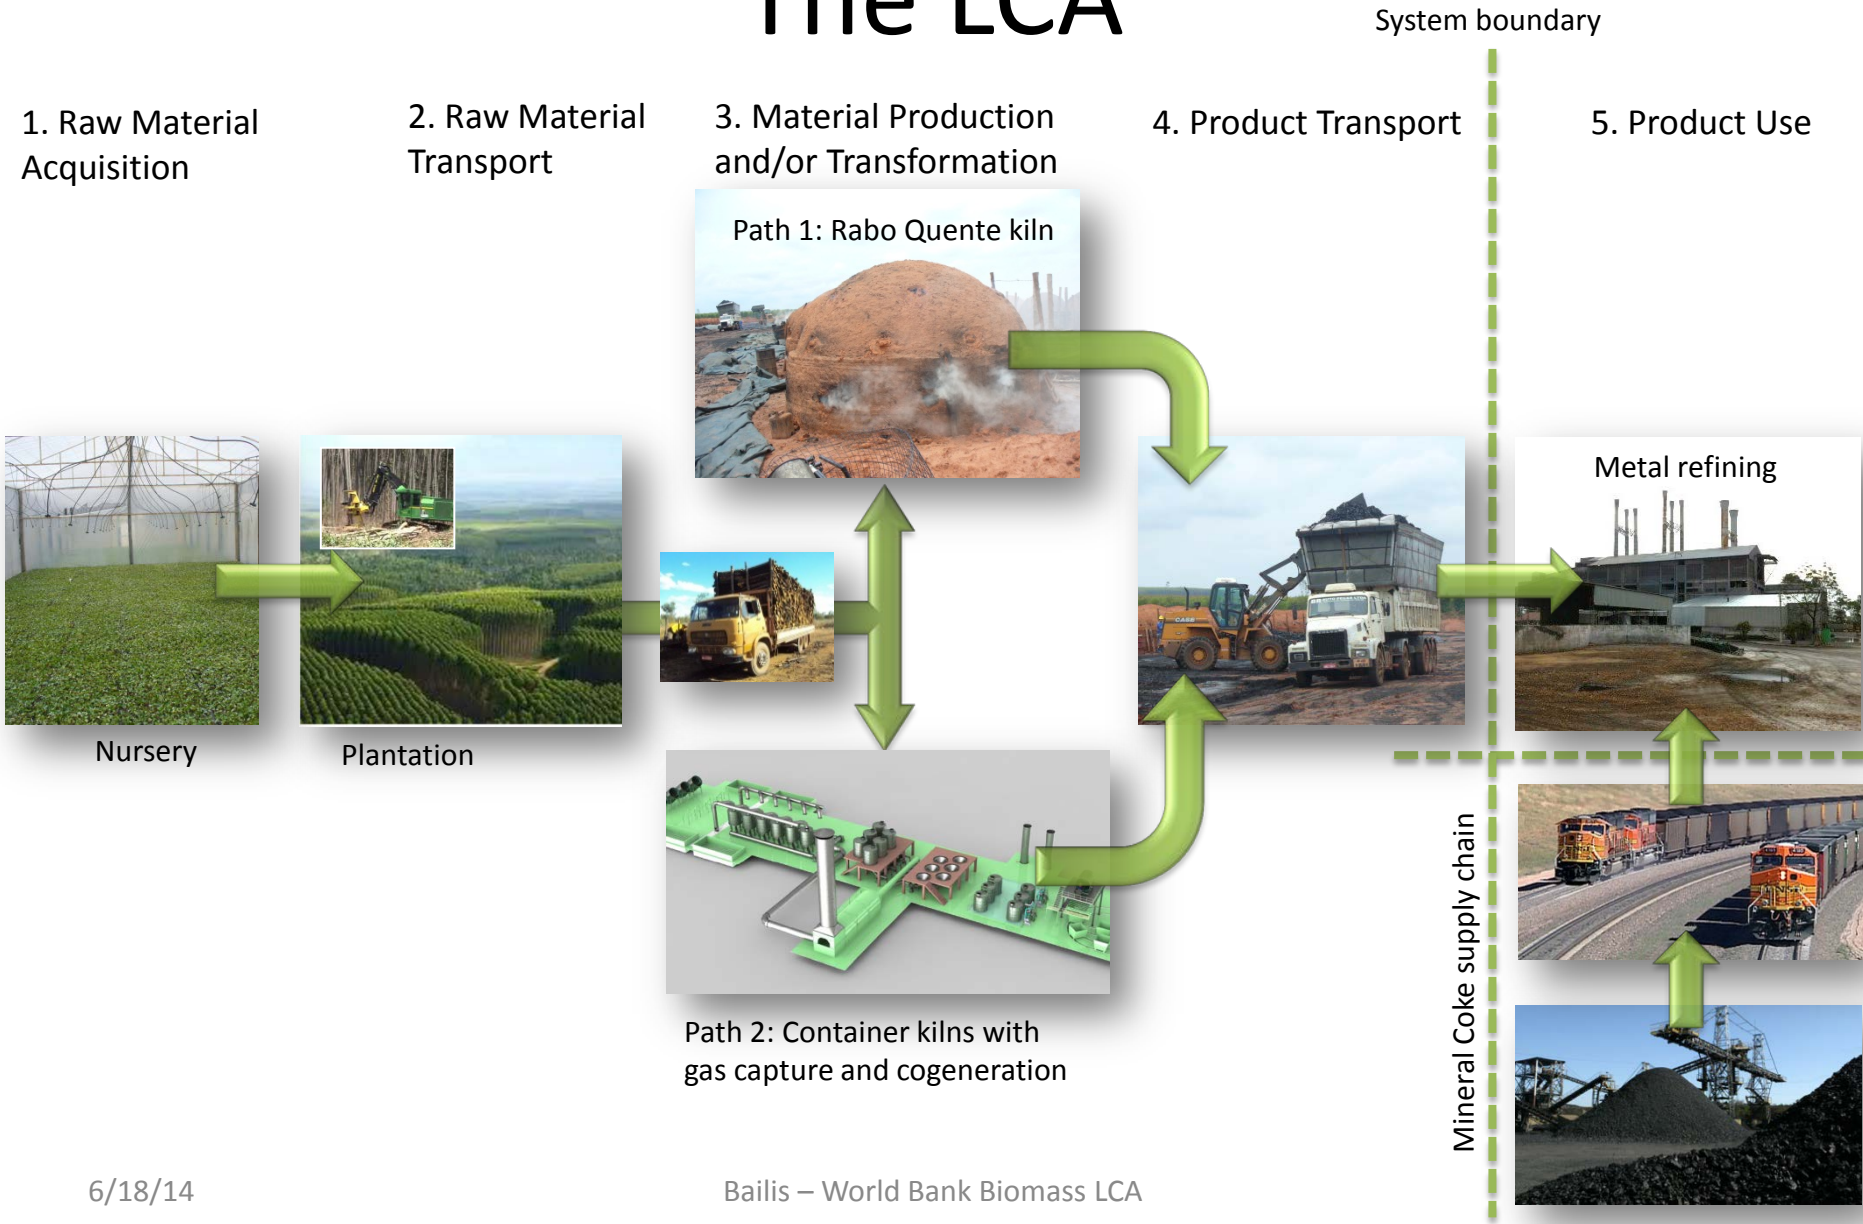 The LCA
System boundary
1. Raw Material
Acquisition
2. Raw Material
Transport
3. Material Production
and/or Transformation
4. Product Transport
5. Product Use
Path 1: Rabo Quente kiln
Metal refining
CASE
Nursery
Plantation
Mineral Coke supply chain
Path 2: Container kilns with
gas capture and cogeneration
6/18/14
Bailis – World Bank Biomass LCA